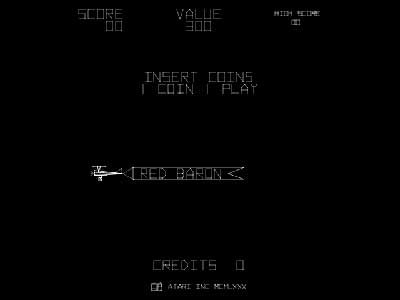 SCORE VALUE HIGH SCORE
00 300 00
INSERT COINS
1 COIN 1 PLAY
RED BARON
CREDITS 0
ATARI INC MCMLXXX